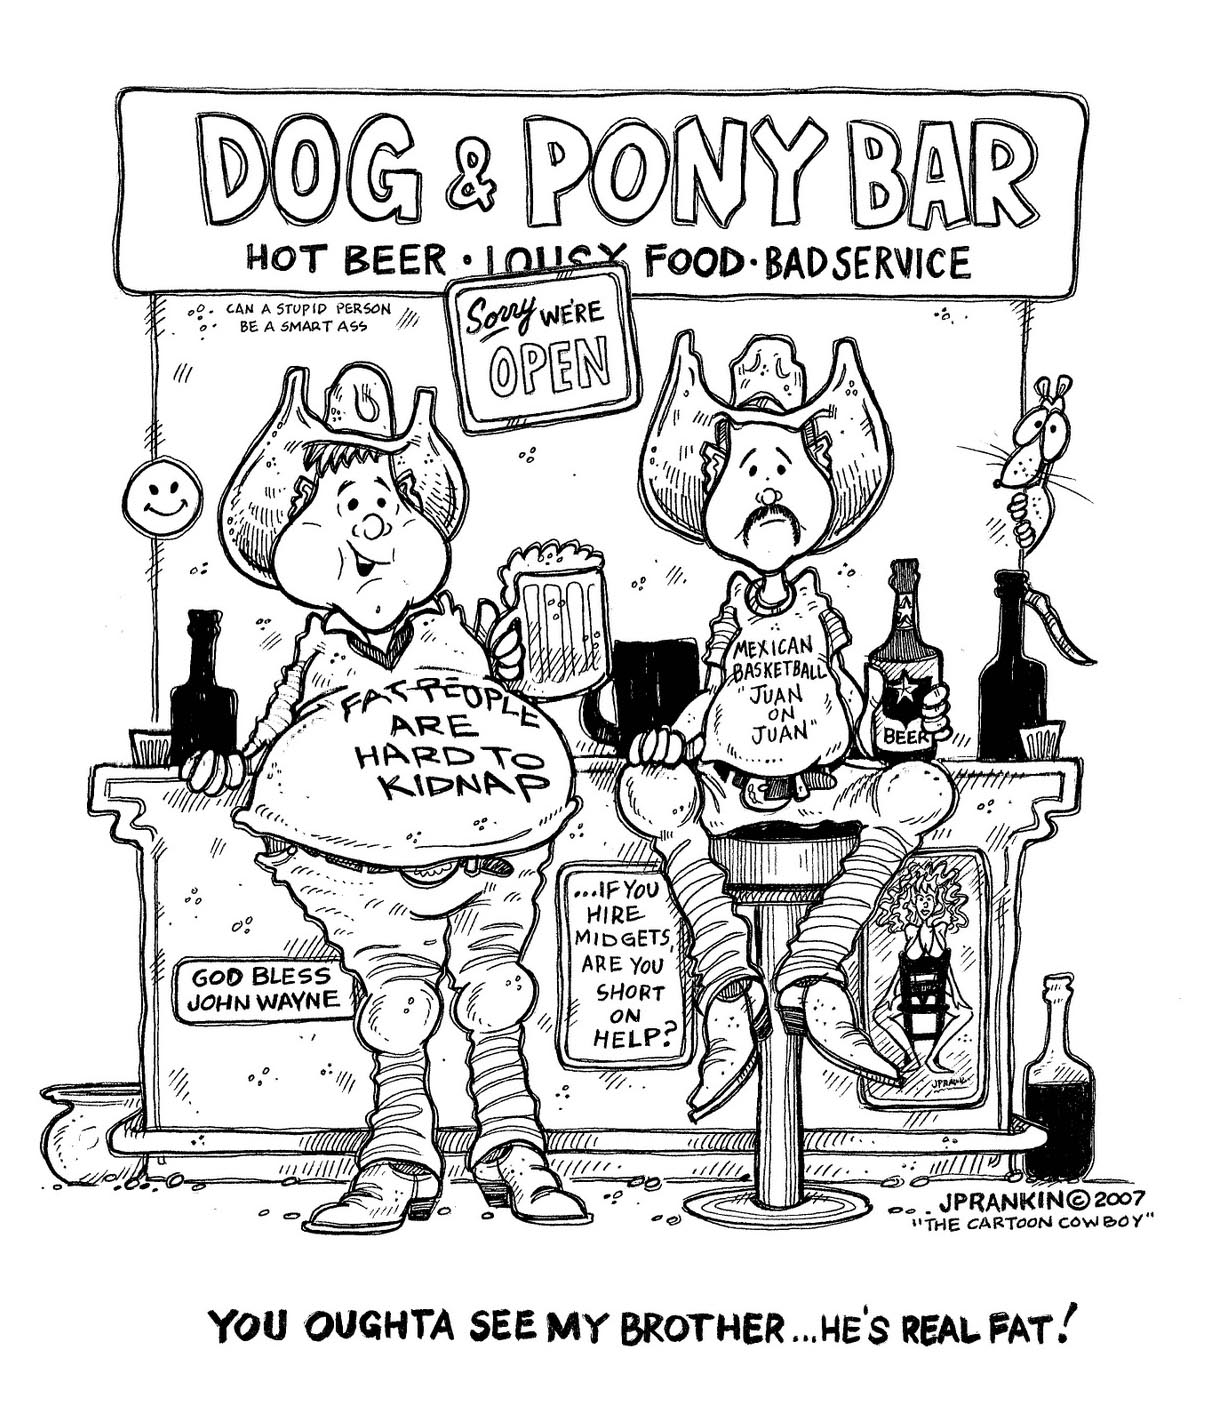 DOG & PONY BAR
HOT BEER · LOUSY FOOD · BAD SERVICE
CAN A STUPID PERSON
BE A SMART ASS
Sorry WE'RE
OPEN
FAT PEOPLE
ARE
HARD TO
KIDNAP
MEXICAN
BASKETBALL
"JUAN
ON
JUAN"
BEER
...IF YOU
HIRE
MIDGETS,
ARE YOU
SHORT
ON
HELP?
GOD BLESS
JOHN WAYNE
JPRANKIN
JPRANKIN © 2007
"THE CARTOON COWBOY"
YOU OUGHTA SEE MY BROTHER...HE'S REAL FAT!